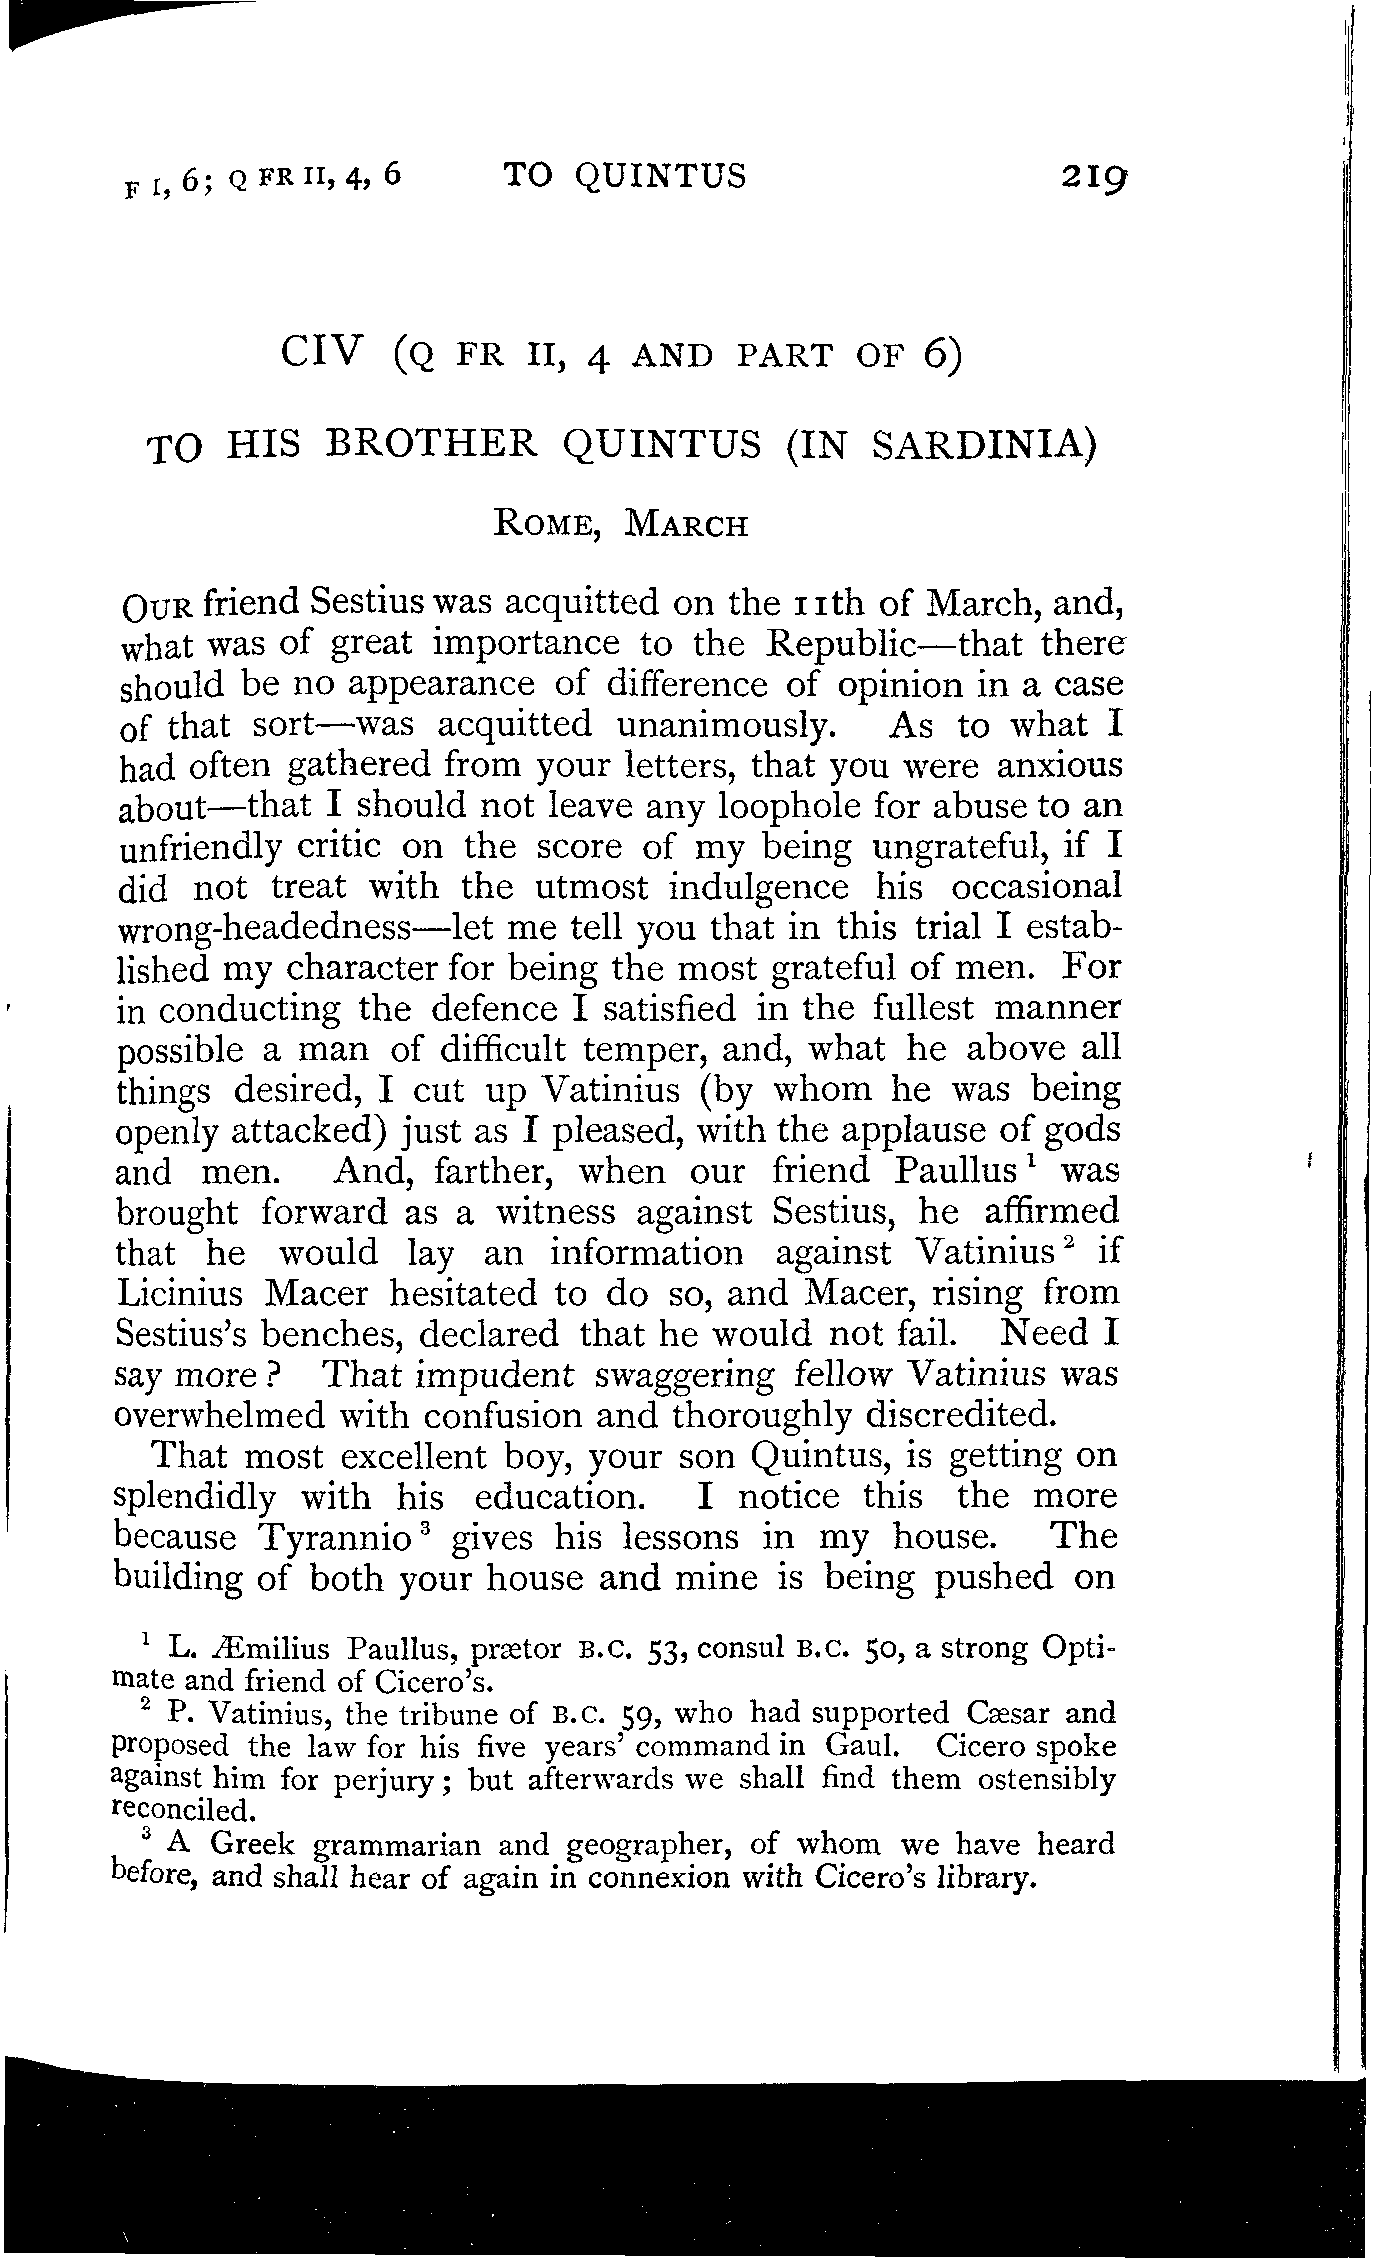 F I, 6; Q FR II, 4, 6 TO QUINTUS 219
CIV (Q FR II, 4 AND PART OF 6)
TO HIS BROTHER QUINTUS (IN SARDINIA)
ROME, MARCH
OUR friend Sestius was acquitted on the 11th of March, and,
what was of great importance to the Republic—that there
should be no appearance of difference of opinion in a case
of that sort—was acquitted unanimously. As to what I
had often gathered from your letters, that you were anxious
about—that I should not leave any loophole for abuse to an
unfriendly critic on the score of my being ungrateful, if I
did not treat with the utmost indulgence his occasional
wrong-headedness—let me tell you that in this trial I estab-
lished my character for being the most grateful of men. For
in conducting the defence I satisfied in the fullest manner
possible a man of difficult temper, and, what he above all
things desired, I cut up Vatinius (by whom he was being
openly attacked) just as I pleased, with the applause of gods
and men. And, farther, when our friend Paullus¹ was
brought forward as a witness against Sestius, he affirmed
that he would lay an information against Vatinius² if
Licinius Macer hesitated to do so, and Macer, rising from
Sestius's benches, declared that he would not fail. Need I
say more? That impudent swaggering fellow Vatinius was
overwhelmed with confusion and thoroughly discredited.
That most excellent boy, your son Quintus, is getting on
splendidly with his education. I notice this the more
because Tyrannio³ gives his lessons in my house. The
building of both your house and mine is being pushed on
¹ L. Æmilius Paullus, prætor B.C. 53, consul B.C. 50, a strong Opti-
mate and friend of Cicero's.
² P. Vatinius, the tribune of B.C. 59, who had supported Cæsar and
proposed the law for his five years' command in Gaul. Cicero spoke
against him for perjury; but afterwards we shall find them ostensibly
reconciled.
³ A Greek grammarian and geographer, of whom we have heard
before, and shall hear of again in connexion with Cicero's library.